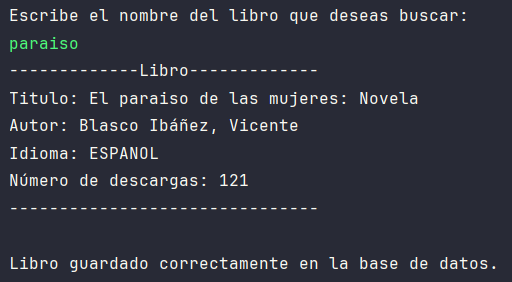 Escribe el nombre del libro que deseas buscar:
paraiso
-------------Libro-------------
Titulo: El paraiso de las mujeres: Novela
Autor: Blasco Ibáñez, Vicente
Idioma: ESPANOL
Número de descargas: 121
-------------------------------
Libro guardado correctamente en la base de datos.